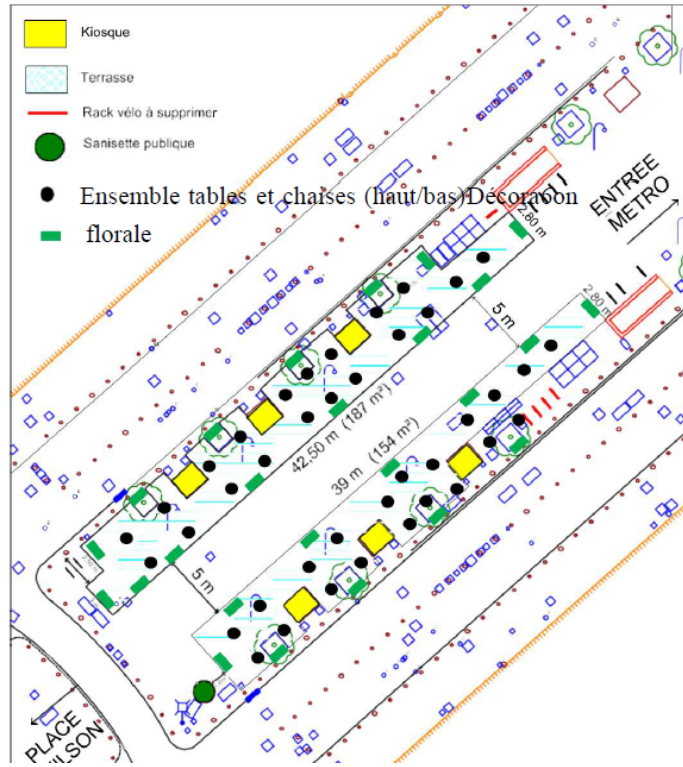 Kiosque
Terrasse
Rack vélo à supprimer
Sanisette publique
Ensemble tables et chaises (haut/bas)Décoration
florale
ENTREE
METRO
2,80 m
2,80 m
5 m
42.50 m (187 m²)
39 m (154 m²)
5 m
PLACE
WILSON